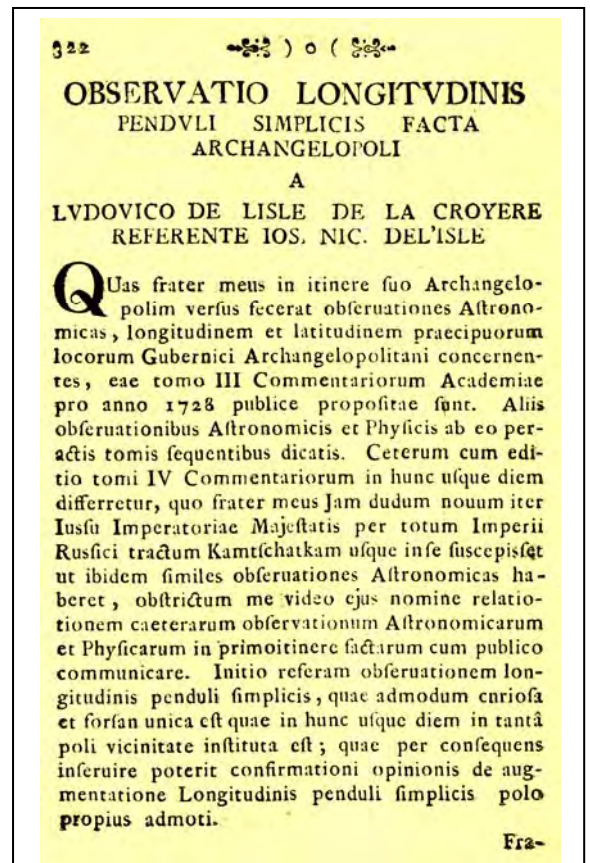 322 ) o (
OBSERVATIO LONGITVDINIS
PENDVLI SIMPLICIS FACTA
ARCHANGELOPOLI
A
LVDOVICO DE LISLE DE LA CROYERE
REFERENTE IOS. NIC. DEL'ISLE
QUas frater meus in itinere ſuo Archangelo-
polim verſus fecerat obſeruationes Aſtrono-
micas, longitudinem et latitudinem praecipuorum
locorum Gubernici Archangelopolitani concernen-
tes, eae tomo III Commentariorum Academiae
pro anno 1728 publice propoſitae ſunt. Aliis
obſeruationibus Aſtronomicis et Phyſicis ab eo per-
actis tomis ſequentibus dicatis. Ceterum cum edi-
tio tomi IV Commentariorum in hunc uſque diem
differretur, quo frater meus Jam dudum nouum iter
Iusſu Imperatoriae Majeſtatis per totum Imperii
Rusſici tractum Kamtſchatkam uſque inſe ſuscepisſet
ut ibidem ſimiles obſeruationes Aſtronomicas ha-
beret, obſtrictum me video ejus nomine relatio-
tionem caeterarum obſervationum Aſtronomicarum
et Phyſicarum in primoitinere factarum cum publico
communicare. Initio referam obſeruationem lon-
gitudinis penduli ſimplicis, quae admodum cnrioſa
et forſan unica eſt quae in hunc uſque diem in tantâ
poli vicinitate inſtituta eſt; quae per conſequens
inſeruire poterit confirmationi opinionis de aug-
mentatione Longitudinis penduli ſimplicis polo
propius admoti.
Fra-